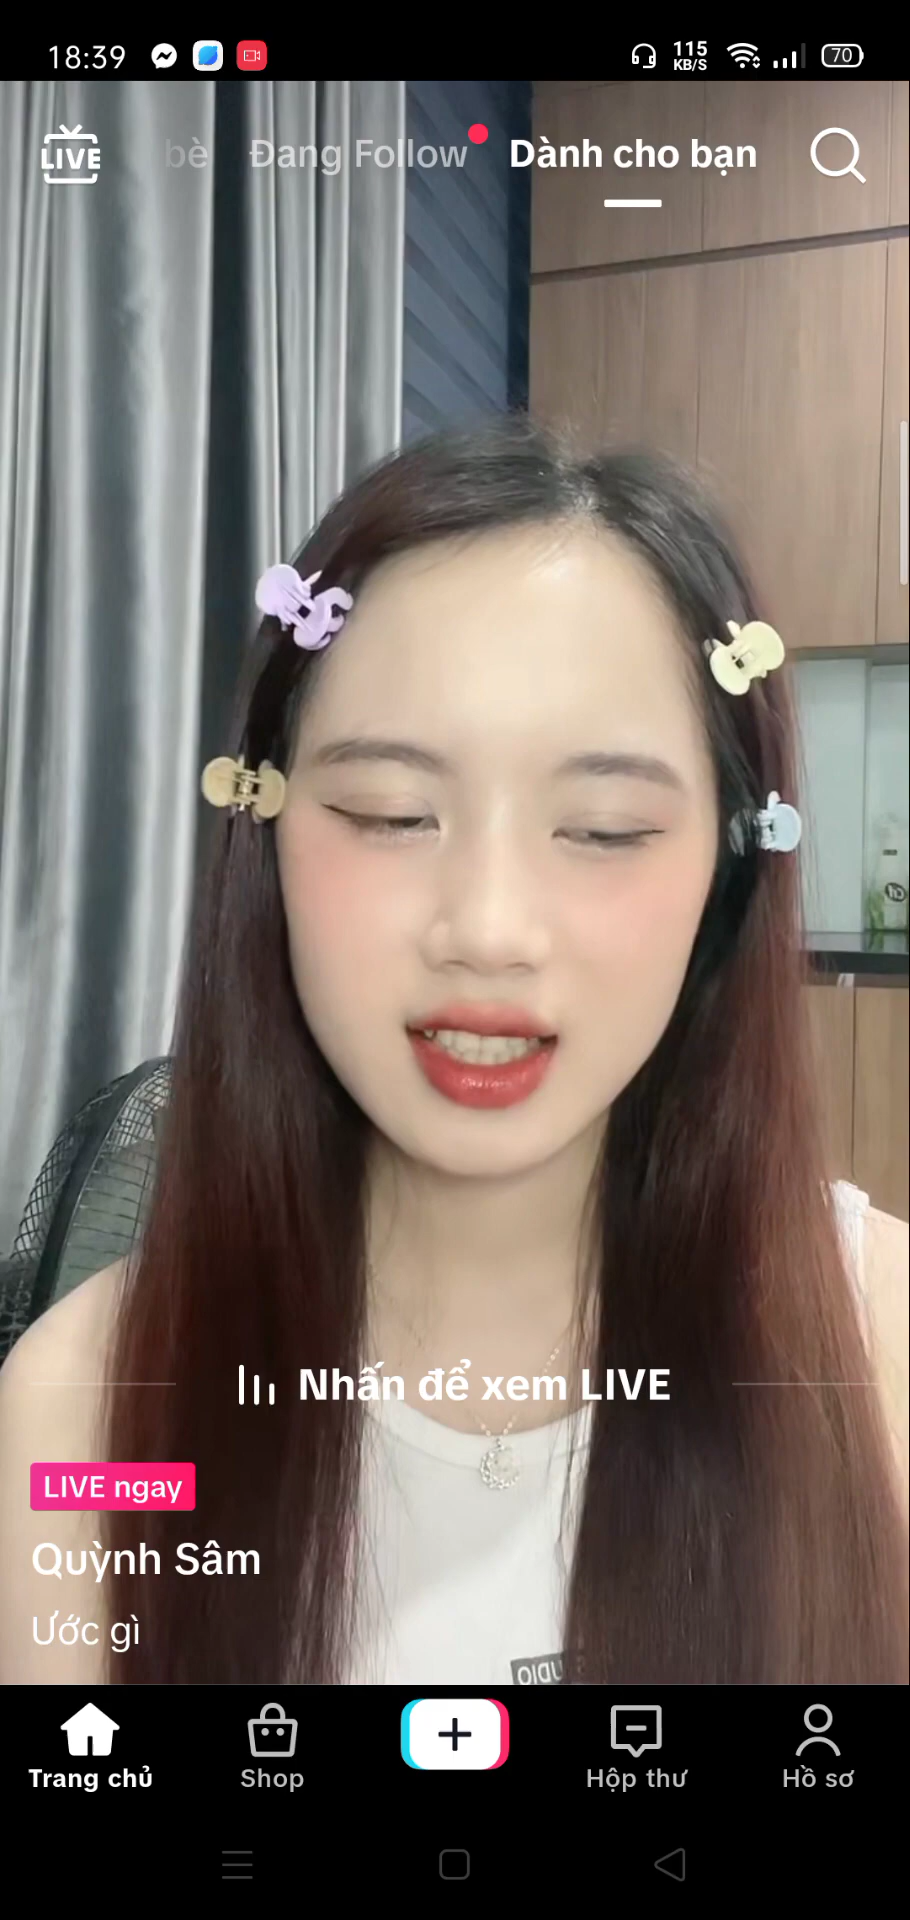 18:39
115
KB/S
70
LIVE
bè
Đang Follow
Dành cho bạn
Nhấn để xem LIVE
LIVE ngay
Quỳnh Sâm
Ước gì
Trang chủ
Shop
Hộp thư
Hồ sơ